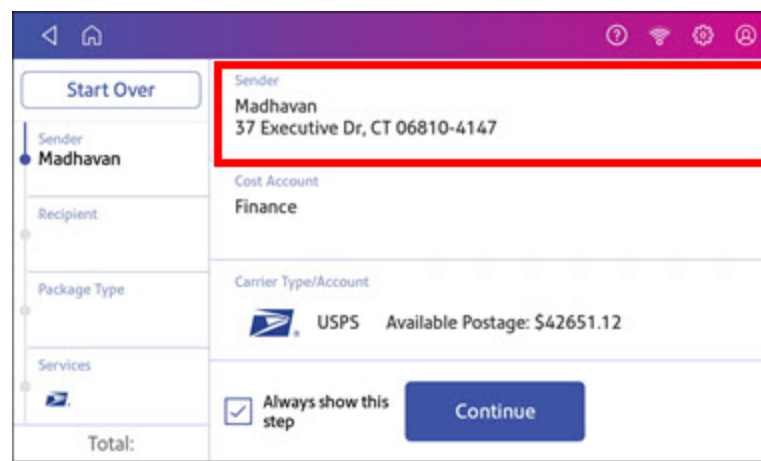 Start Over
Sender
Madhavan
Recipient
Package Type
Services
Total:
Sender
Madhavan
37 Executive Dr, CT 06810-4147
Cost Account
Finance
Carrier Type/Account
USPS Available Postage: $42651.12
Always show this
step
Continue